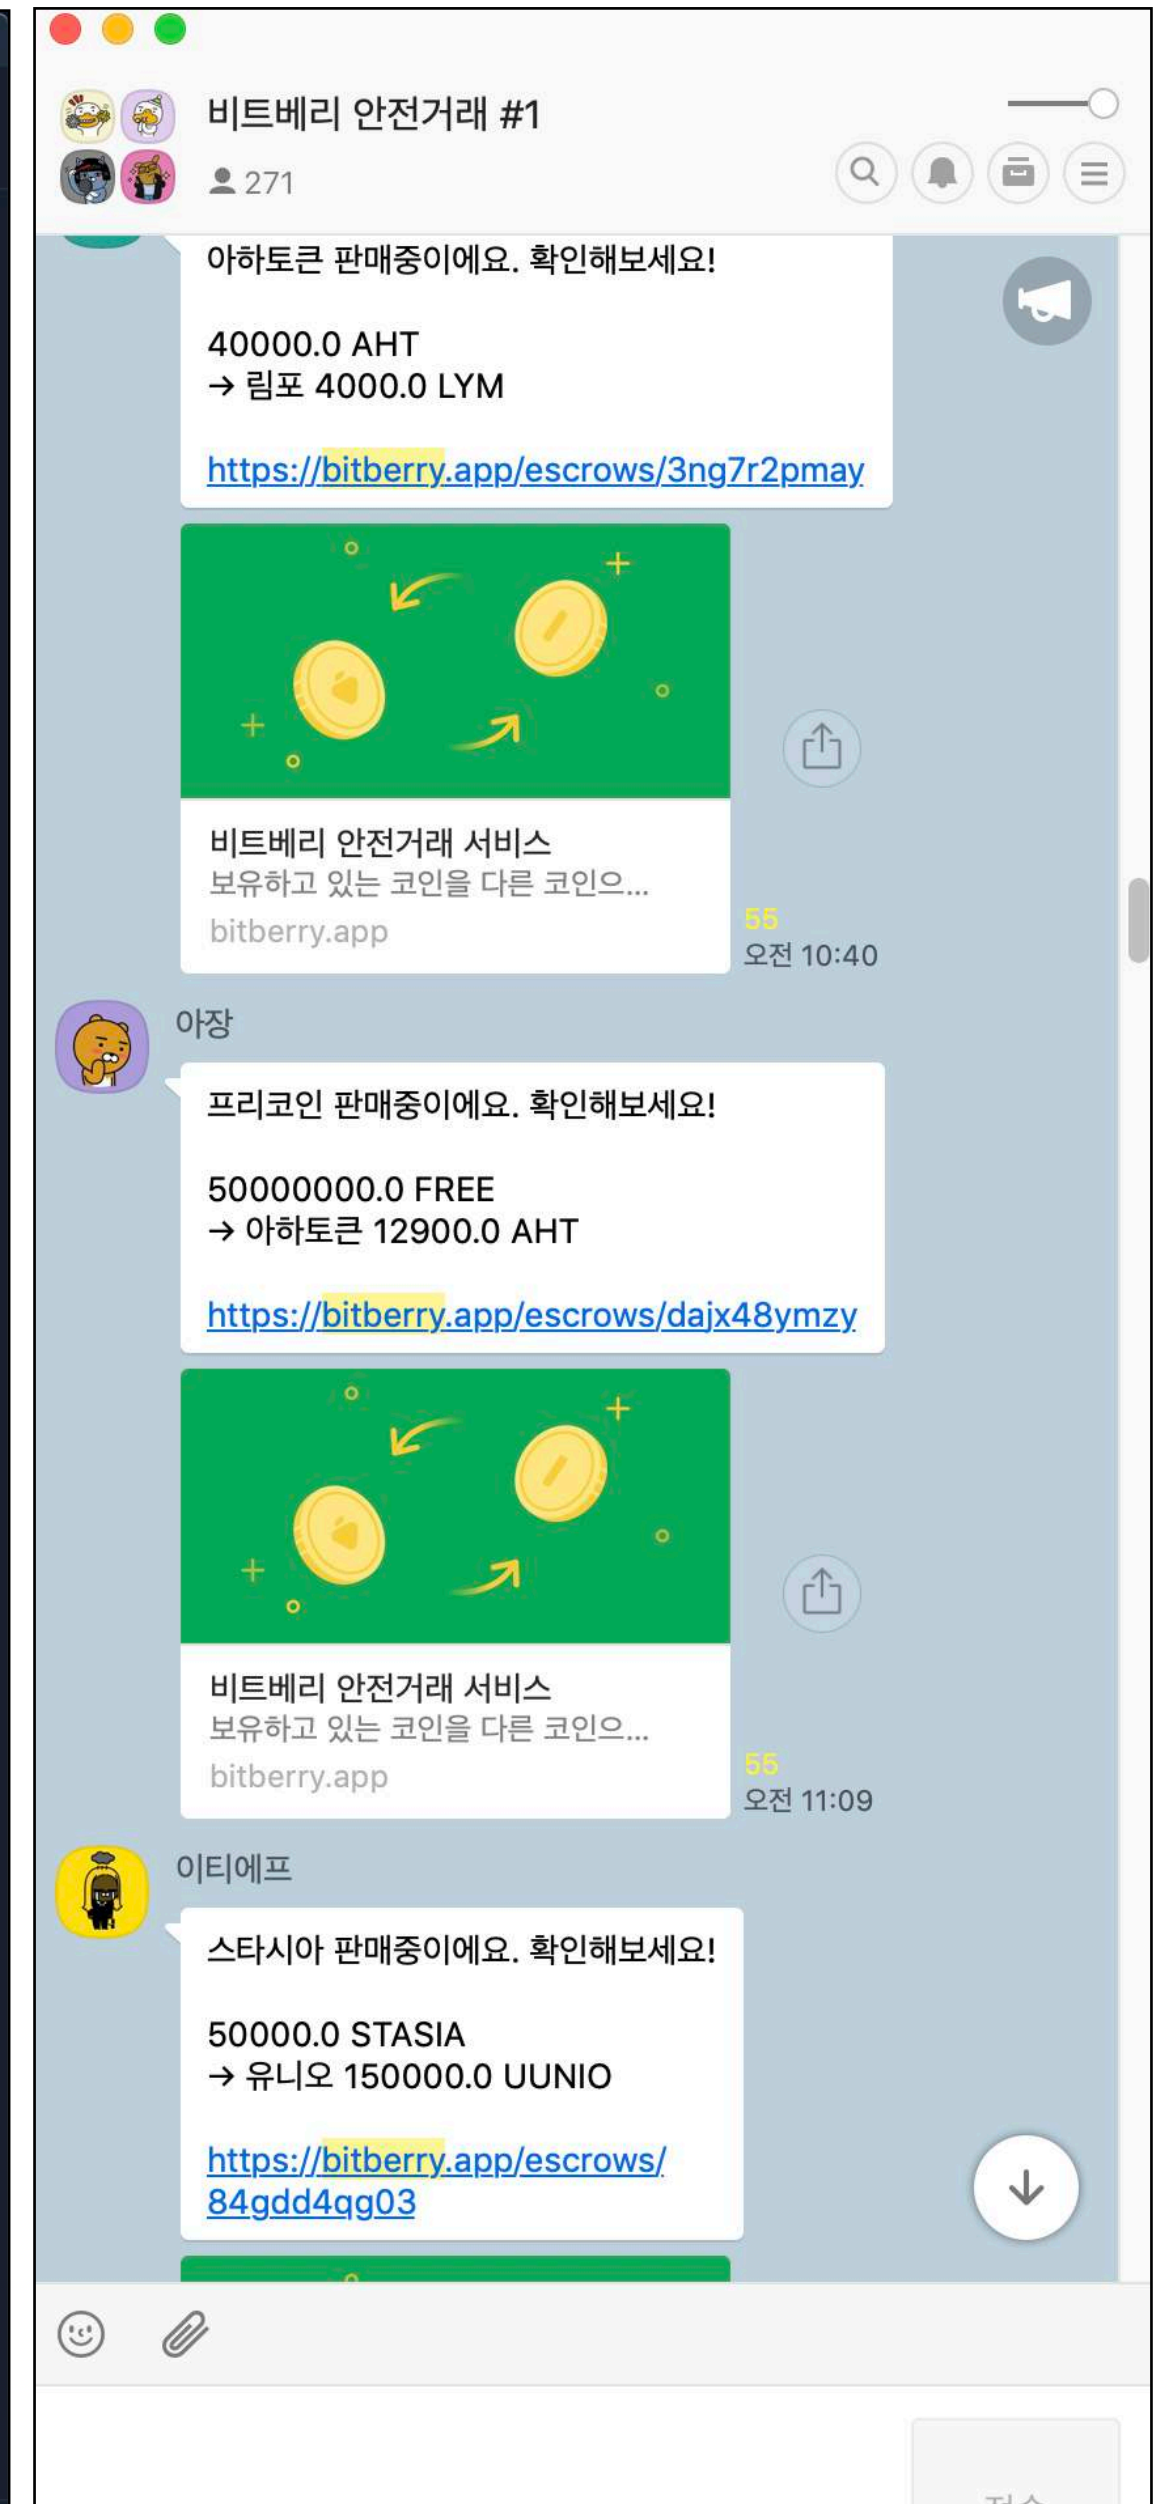 비트베리 안전거래 #1
271
아하토큰 판매중이에요. 확인해보세요!
40000.0 AHT
→ 림포 4000.0 LYM
https://bitberry.app/escrows/3ng7r2pmay
비트베리 안전거래 서비스
보유하고 있는 코인을 다른 코인으...
bitberry.app
55
오전 10:40
아장
프리코인 판매중이에요. 확인해보세요!
50000000.0 FREE
→ 아하토큰 12900.0 AHT
https://bitberry.app/escrows/dajx48ymzy
비트베리 안전거래 서비스
보유하고 있는 코인을 다른 코인으...
bitberry.app
55
오전 11:09
이티에프
스타시아 판매중이에요. 확인해보세요!
50000.0 STASIA
→ 유니오 150000.0 UUNIO
https://bitberry.app/escrows/
84gdd4qg03